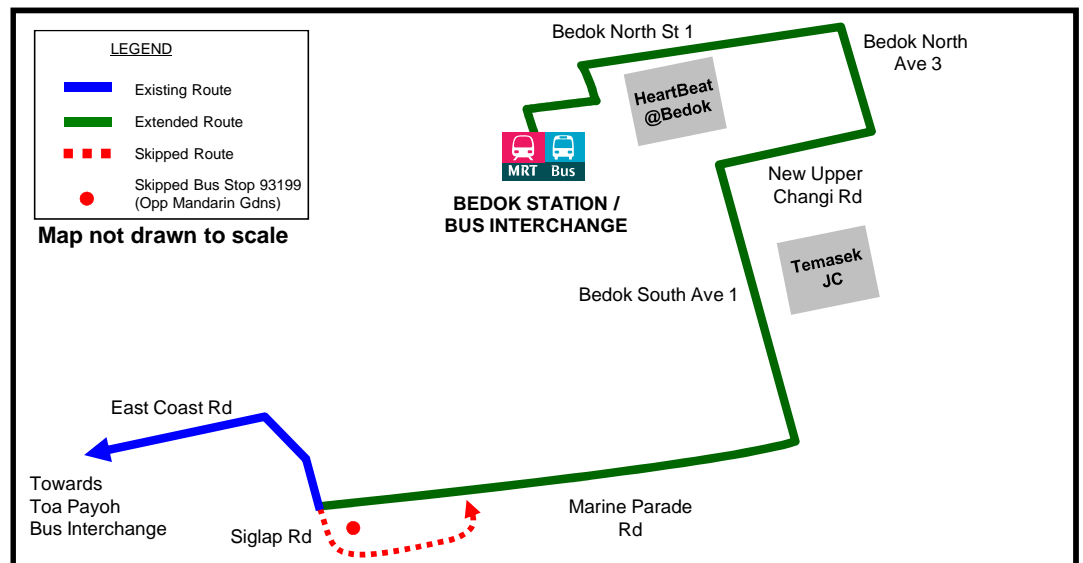 LEGEND
Existing Route
Extended Route
Skipped Route
Skipped Bus Stop 93199
(Opp Mandarin Gdns)
Map not drawn to scale
Bedok North St 1
Bedok North
Ave 3
HeartBeat
@Bedok
MRT Bus
BEDOK STATION /
BUS INTERCHANGE
New Upper
Changi Rd
Temasek
JC
Bedok South Ave 1
East Coast Rd
Towards
Toa Payoh
Bus Interchange
Siglap Rd
Marine Parade
Rd